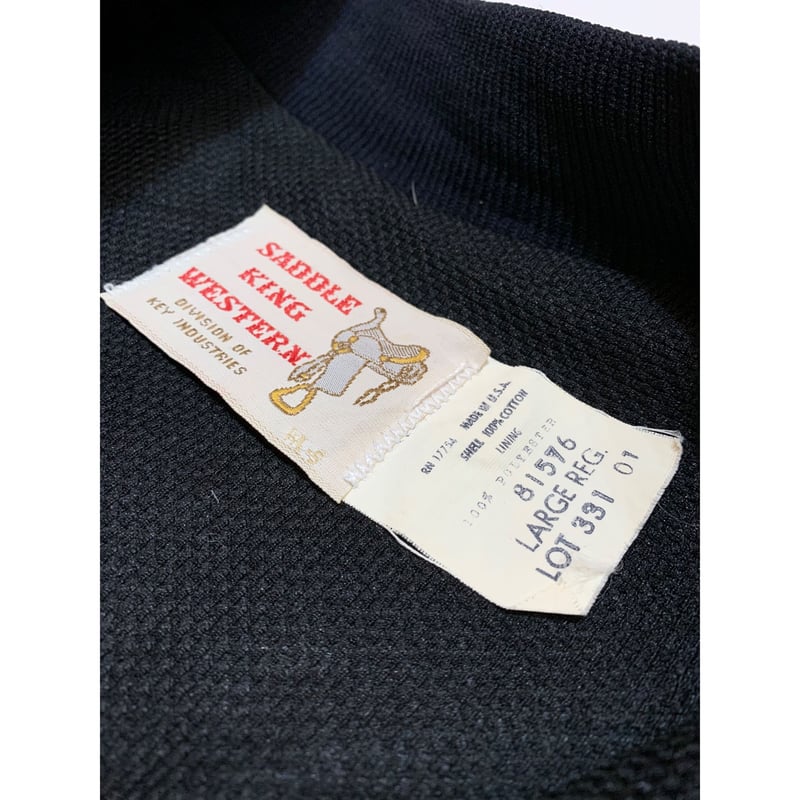 SADDLE
KING
WESTERN
DIVISION OF
KEY INDUSTRIES
RN 17754 MADE IN U.S.A.
SHELL 100% COTTON
LINING
100% POLYESTER
81576
LARGE REG.
LOT 331 01